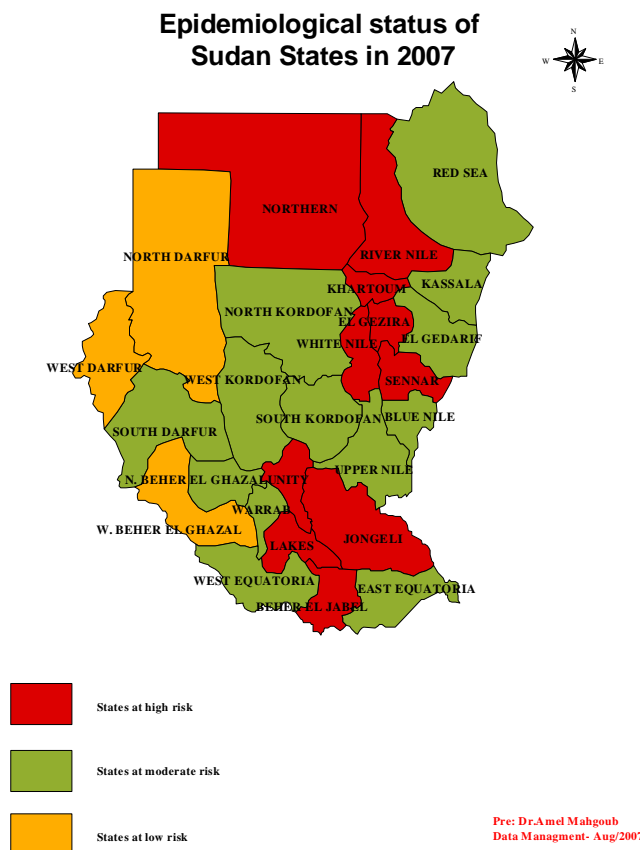 Epidemiological status of
Sudan States in 2007
N
W
E
S
RED SEA
NORTHERN
NORTH DARFUR
RIVER NILE
KASSALA
KHARTOUM
NORTH KORDOFAN
EL GEZIRA
WHITE NILE
EL GEDARIF
WEST DARFUR
WEST KORDOFAN
SENNAR
SOUTH KORDOFAN
BLUE NILE
SOUTH DARFUR
UPPER NILE
N. BEHER EL GHAZAL
UNITY
WARRAB
W. BEHER EL GHAZAL
JONGELI
LAKES
WEST EQUATORIA
EAST EQUATORIA
BEHER EL JABEL
States at high risk
States at moderate risk
States at low risk
Pre: Dr.Amel Mahgoub
Data Managment- Aug/2007